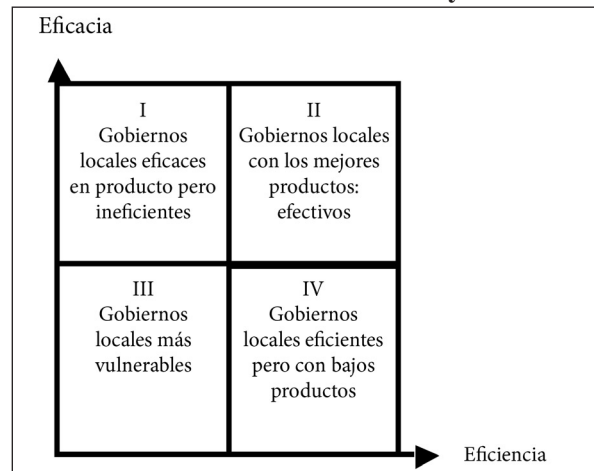 Eficacia
I
Gobiernos
locales eficaces
en producto pero
ineficientes
II
Gobiernos locales
con los mejores
productos:
efectivos
III
Gobiernos
locales más
vulnerables
IV
Gobiernos
locales eficientes
pero con bajos
productos
Eficiencia